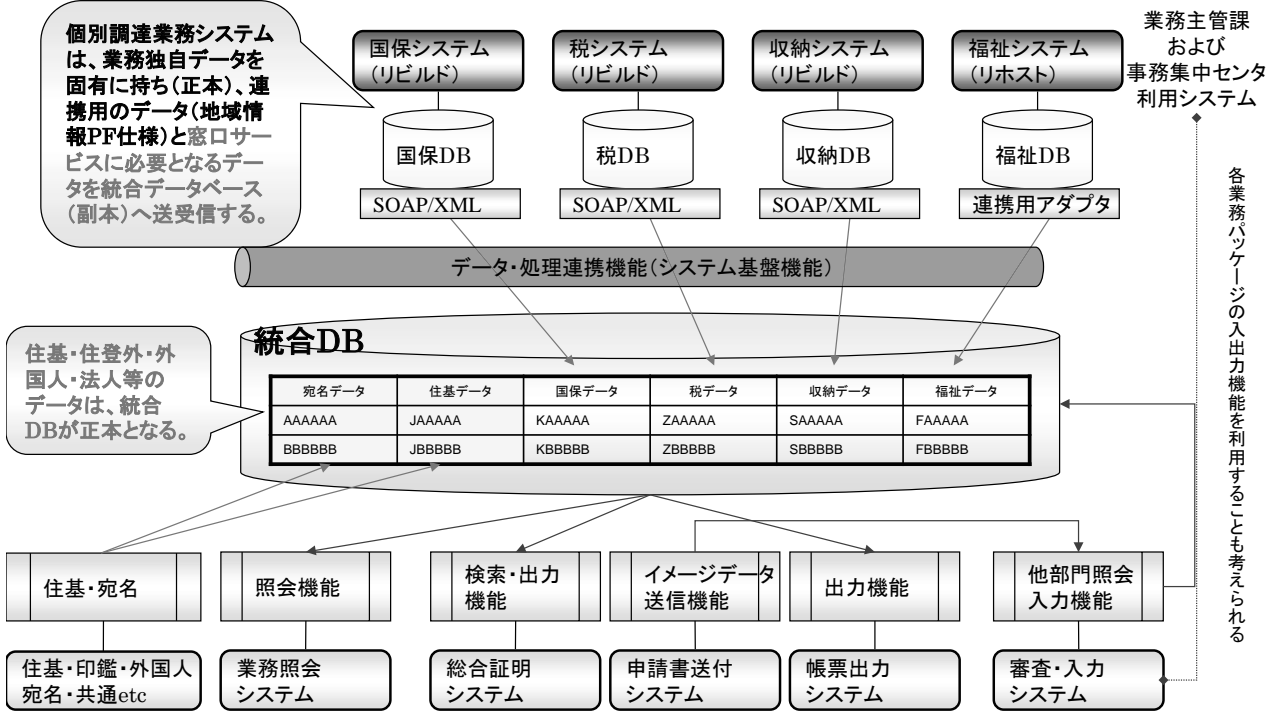 個別調達業務システム
は、業務独自データを
固有に持ち（正本）、連
携用のデータ（地域情
報PF仕様）と窓口サー
ビスに必要となるデー
タを統合データベース
（副本）へ送受信する。
国保システム
（リビルド）
税システム
（リビルド）
収納システム
（リビルド）
福祉システム
（リホスト）
業務主管課
および
事務集中センタ
利用システム
国保DB
税DB
収納DB
福祉DB
SOAP/XML
SOAP/XML
SOAP/XML
連携用アダプタ
データ・処理連携機能（システム基盤機能）
各業務パッケージの入出力機能を利用することも考えられる
統合DB
住基・住登外・外
国人・法人等の
データは、統合
DBが正本となる。
宛名データ 住基データ 国保データ 税データ 収納データ 福祉データ
AAAAAA JAAAAA KAAAAA ZAAAAA SAAAAA FAAAAA
BBBBBB JBBBBB KBBBBB ZBBBBB SBBBBB FBBBBB
住基・宛名
照会機能
検索・出力
機能
イメージデータ
送信機能
出力機能
他部門照会
入力機能
住基・印鑑・外国人
宛名・共通etc
業務照会
システム
総合証明
システム
申請書送付
システム
帳票出力
システム
審査・入力
システム